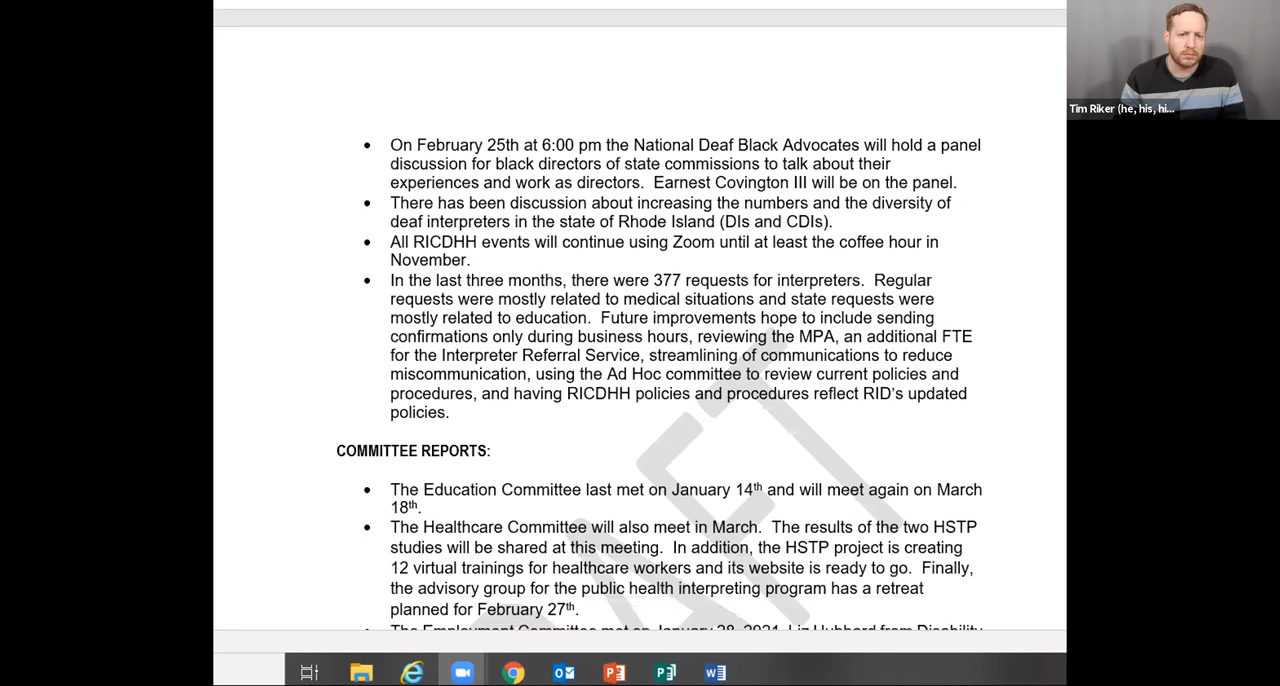 Tim Riker (he, his, hi...
• On February 25th at 6:00 pm the National Deaf Black Advocates will hold a panel
discussion for black directors of state commissions to talk about their
experiences and work as directors.  Earnest Covington III will be on the panel.
• There has been discussion about increasing the numbers and the diversity of
deaf interpreters in the state of Rhode Island (DIs and CDIs).
• All RICDHH events will continue using Zoom until at least the coffee hour in
November.
• In the last three months, there were 377 requests for interpreters.  Regular
requests were mostly related to medical situations and state requests were
mostly related to education.  Future improvements hope to include sending
confirmations only during business hours, reviewing the MPA, an additional FTE
for the Interpreter Referral Service, streamlining of communications to reduce
miscommunication, using the Ad Hoc committee to review current policies and
procedures, and having RICDHH policies and procedures reflect RID's updated
policies.
COMMITTEE REPORTS:
• The Education Committee last met on January 14th and will meet again on March
18th.
• The Healthcare Committee will also meet in March.  The results of the two HSTP
studies will be shared at this meeting.  In addition, the HSTP project is creating
12 virtual trainings for healthcare workers and its website is ready to go.  Finally,
the advisory group for the public health interpreting program has a retreat
planned for February 27th.
• The Employment Committee met on January 28, 2021. Liz Hubbard from Disability